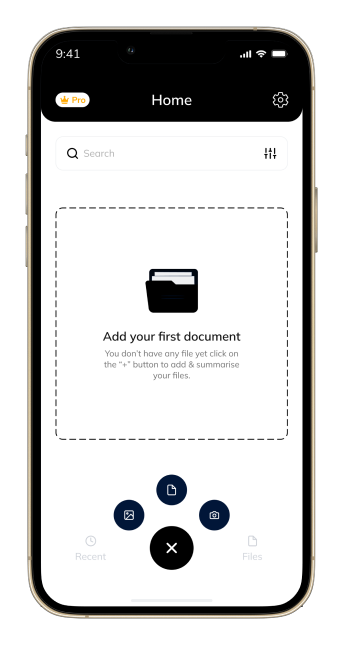 9:41
Pro
Home
Search
Add your first document
You don't have any file yet click on
the "+" button to add & summarise
your files.
Recent
Files